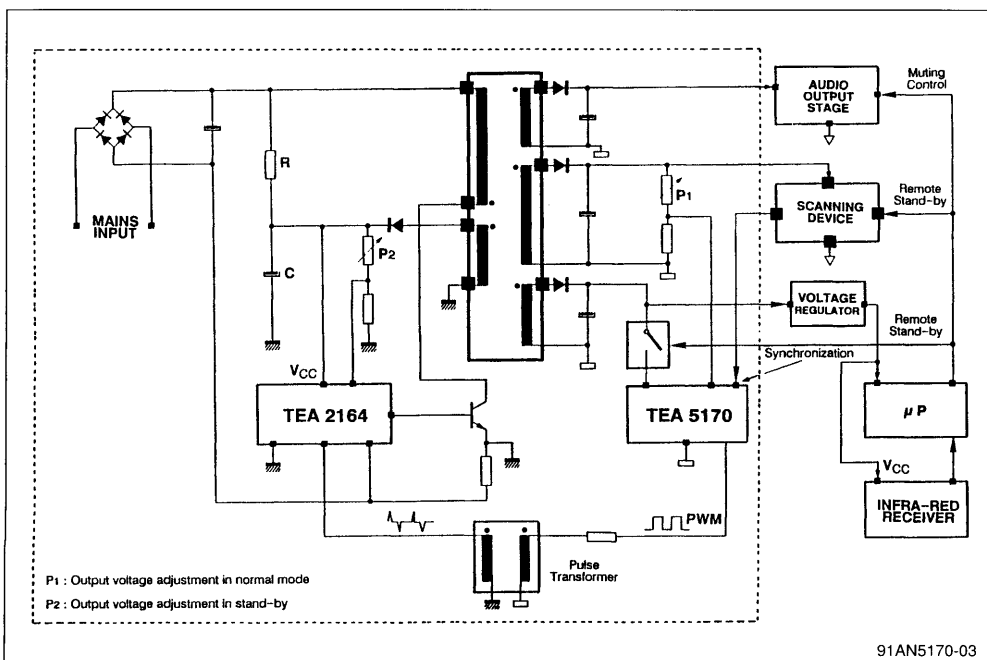 AUDIO
OUTPUT
STAGE
Muting
Control
R
P1
SCANNING
DEVICE
Remote
Stand-by
MAINS
INPUT
P2
C
VOLTAGE
REGULATOR
Remote
Stand-by
Synchronization
VCC
TEA 2164
TEA 5170
µ P
VCC
INFRA-RED
RECEIVER
PWM
Pulse
Transformer
P1 : Output voltage adjustment in normal mode
P2 : Output voltage adjustment in stand-by
91AN5170-03